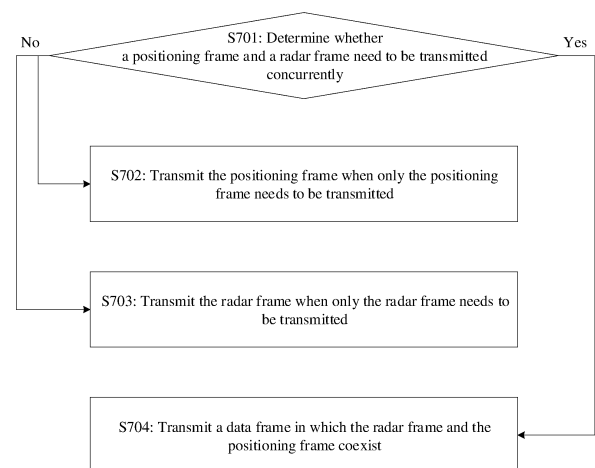 No
Yes
S701: Determine whether
a positioning frame and a radar frame need to be transmitted
concurrently
S702: Transmit the positioning frame when only the positioning
frame needs to be transmitted
S703: Transmit the radar frame when only the radar frame needs to
be transmitted
S704: Transmit a data frame in which the radar frame and the
positioning frame coexist